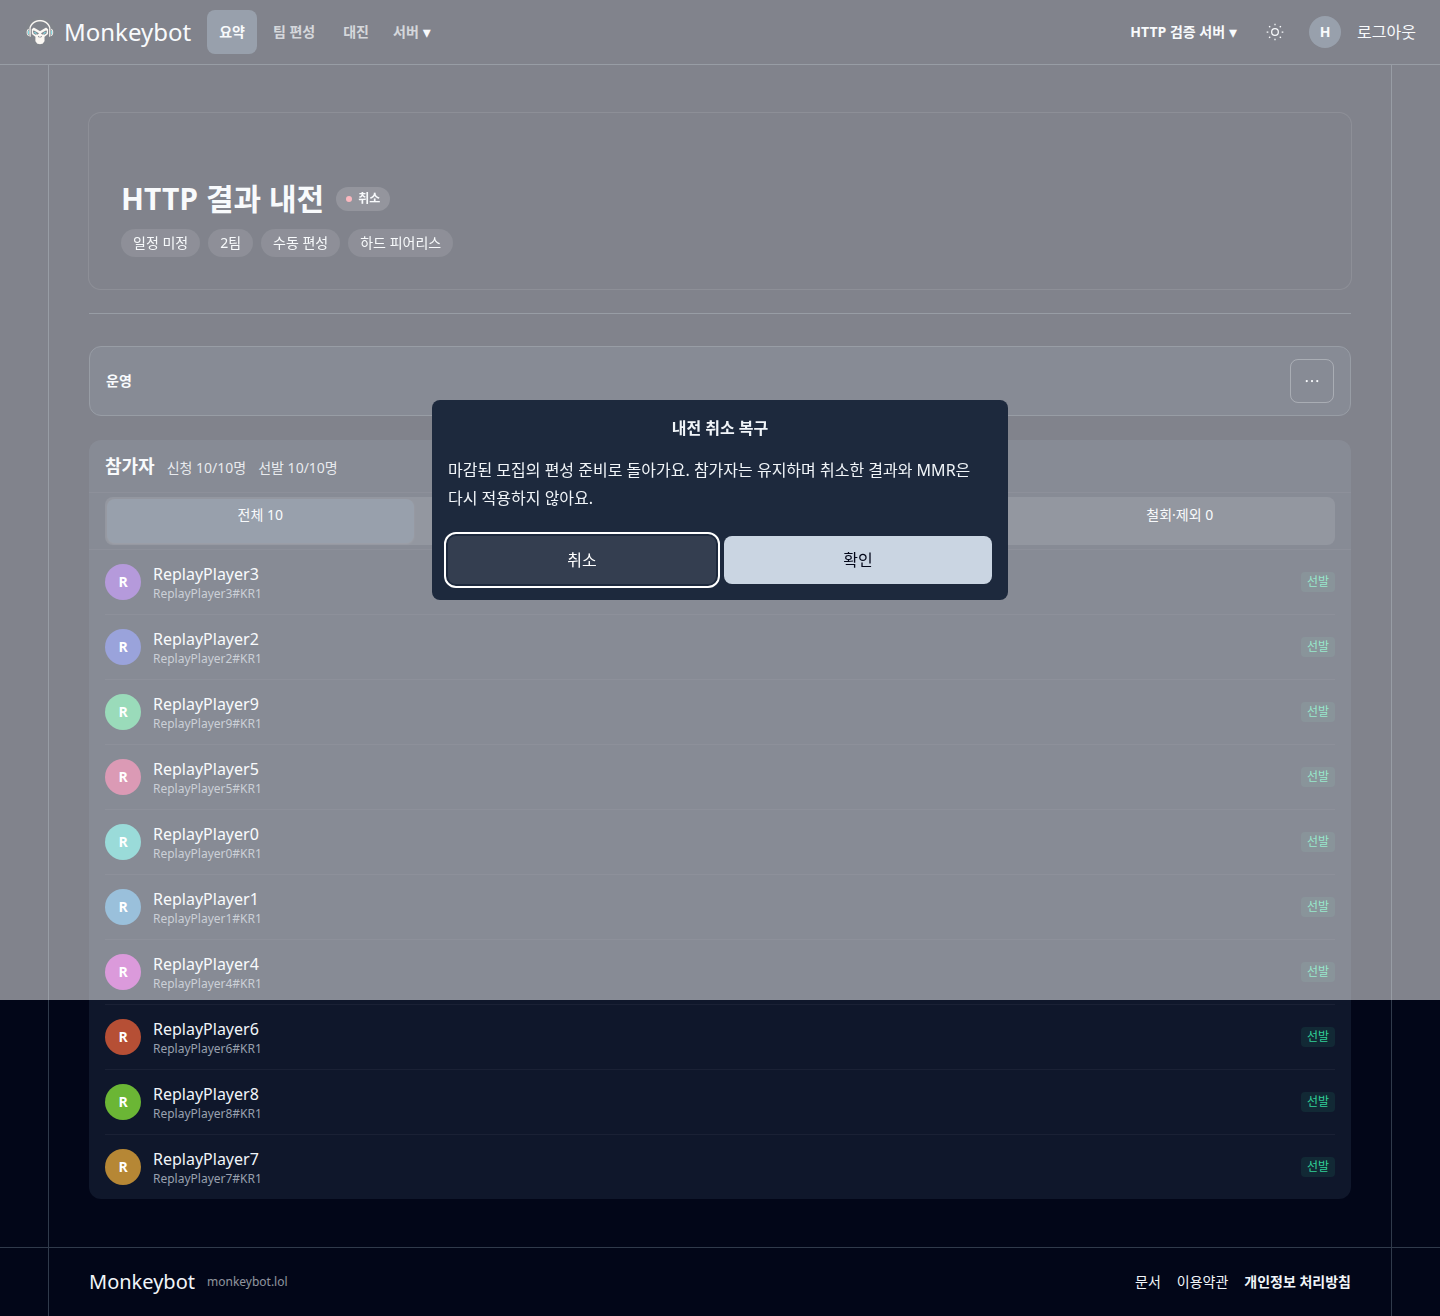 Monkeybot 요약 팀 편성 대진 서버 ▾ HTTP 검증 서버 ▾ H 로그아웃
HTTP 결과 내전 취소
일정 미정 2팀 수동 편성 하드 피어리스
운영 ...
내전 취소 복구
마감된 모집의 편성 준비로 돌아가요. 참가자는 유지하며 취소한 결과와 MMR은
다시 적용하지 않아요.
취소 확인
참가자 신청 10/10명 선발 10/10명
전체 10 철회·제외 0
R ReplayPlayer3 선발
ReplayPlayer3#KR1
R ReplayPlayer2 선발
ReplayPlayer2#KR1
R ReplayPlayer9 선발
ReplayPlayer9#KR1
R ReplayPlayer5 선발
ReplayPlayer5#KR1
R ReplayPlayer0 선발
ReplayPlayer0#KR1
R ReplayPlayer1 선발
ReplayPlayer1#KR1
R ReplayPlayer4 선발
ReplayPlayer4#KR1
R ReplayPlayer6 선발
ReplayPlayer6#KR1
R ReplayPlayer8 선발
ReplayPlayer8#KR1
R ReplayPlayer7 선발
ReplayPlayer7#KR1
Monkeybot monkeybot.lol 문서 이용약관 개인정보 처리방침